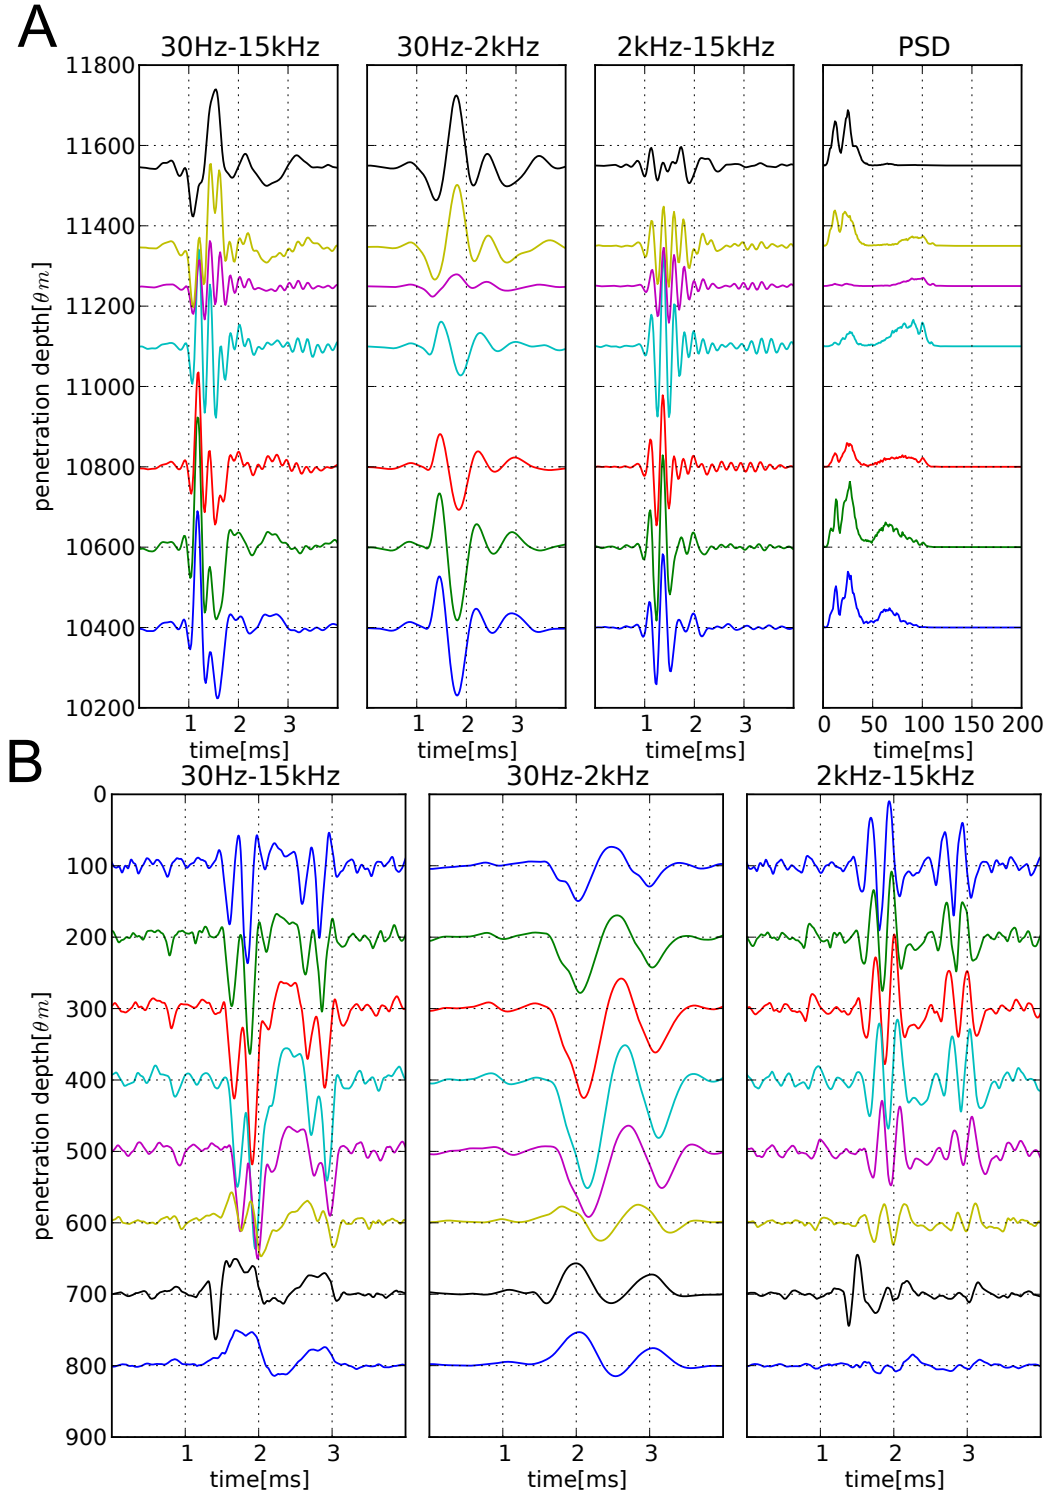 A
30Hz-15kHz 30Hz-2kHz 2kHz-15kHz PSD
penetration depth[θm]
11800
11600
11400
11200
11000
10800
10600
10400
10200
1 2 3 1 2 3 1 2 3 0 50 100 150 200
time[ms] time[ms] time[ms]
B
30Hz-15kHz 30Hz-2kHz 2kHz-15kHz
penetration depth[θm]
0
100
200
300
400
500
600
700
800
900
1 2 3 1 2 3 1 2 3
time[ms] time[ms] time[ms]